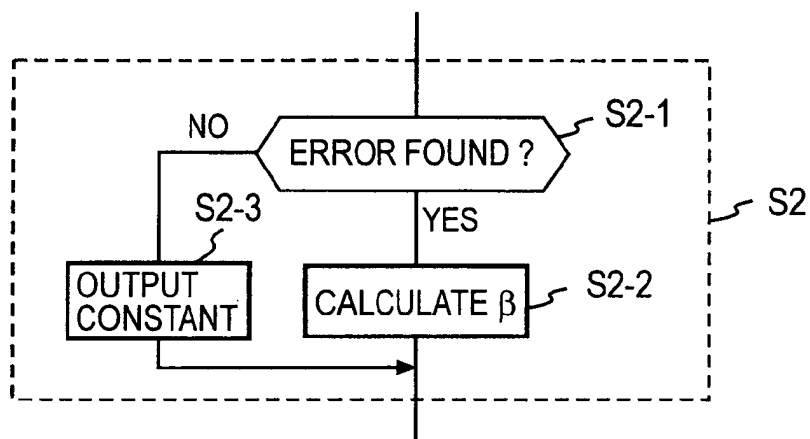 S2-1
NO
ERROR FOUND ?
S2
S2-3
YES
OUTPUT
CONSTANT
CALCULATE β
S2-2